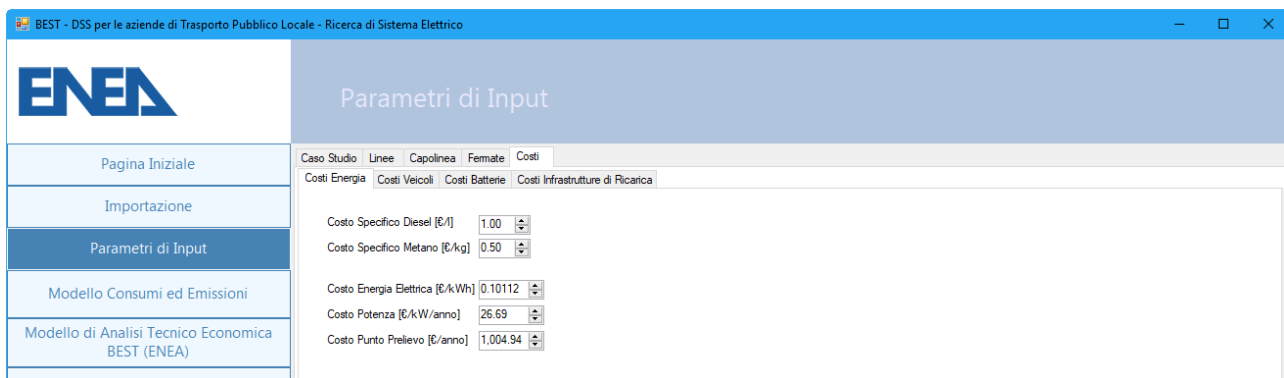 BEST - DSS per le aziende di Trasporto Pubblico Locale - Ricerca di Sistema Elettrico
ENEA
Parametri di Input
Pagina Iniziale
Importazione
Parametri di Input
Modello Consumi ed Emissioni
Modello di Analisi Tecnico Economica
BEST (ENEA)
Caso Studio Linee Capolinea Fermate Costi
Costi Energia Costi Veicoli Costi Batterie Costi Infrastrutture di Ricarica
Costo Specifico Diesel [€/l] 1.00
Costo Specifico Metano [€/kg] 0.50
Costo Energia Elettrica [€/kWh] 0.10112
Costo Potenza [€/kW/anno] 26.69
Costo Punto Prelievo [€/anno] 1,004.94